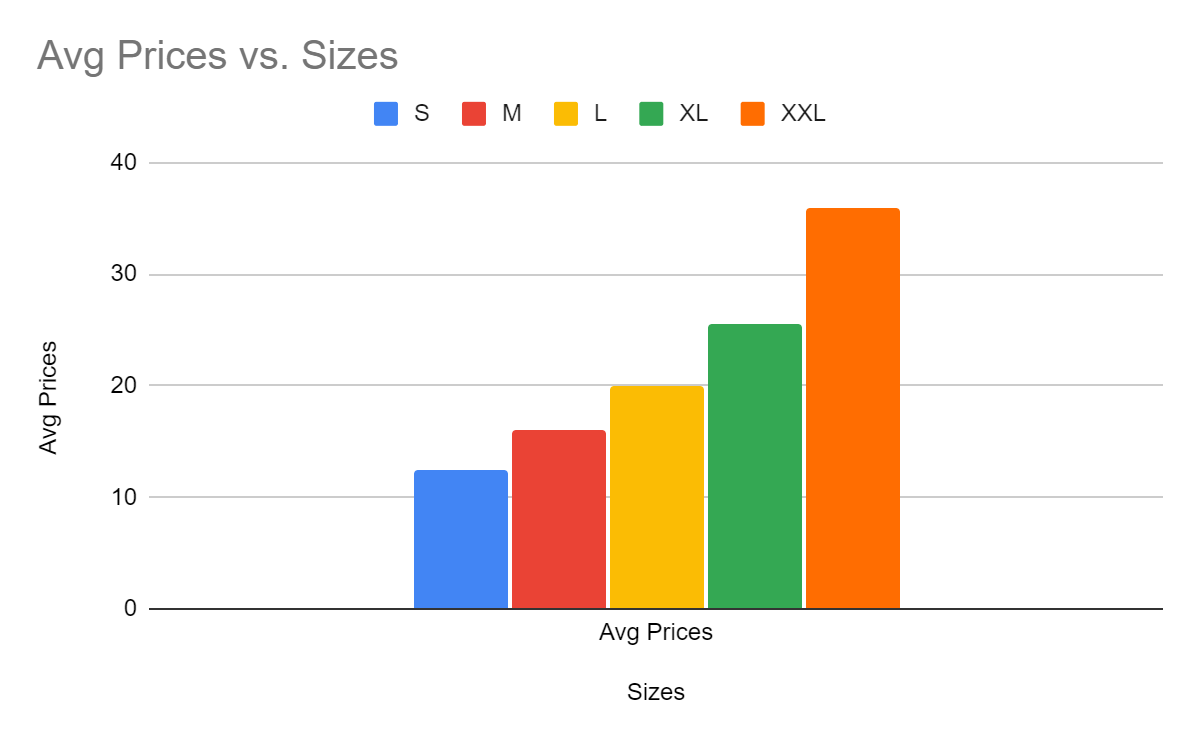 Avg Prices vs. Sizes
S M L XL XXL
40
30
20
10
0
Avg Prices
Avg Prices
Sizes